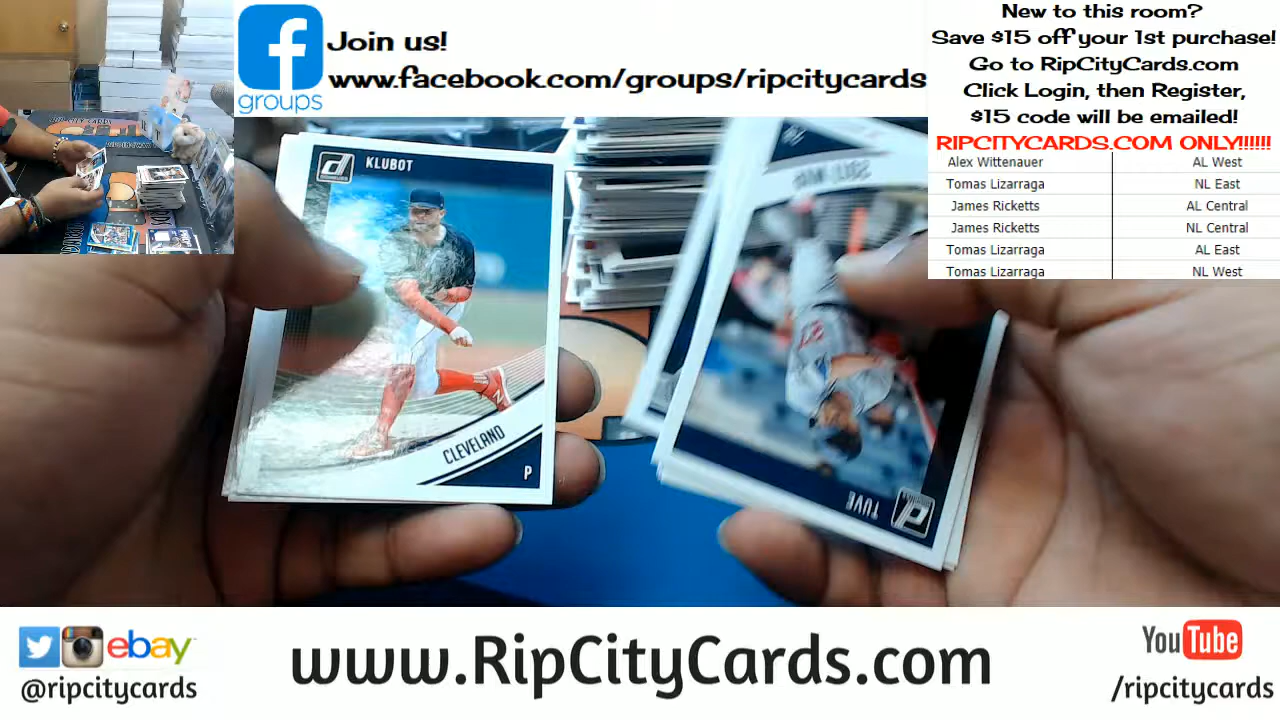 Join us!
www.facebook.com/groups/ripcitycards
groups
New to this room?
Save $15 off your 1st purchase!
Go to RipCityCards.com
Click Login, then Register,
$15 code will be emailed!
RIPCITYCARDS.COM ONLY!!!!!!
Alex Wittenauer AL West
Tomas Lizarraga NL East
James Ricketts AL Central
James Ricketts NL Central
Tomas Lizarraga AL East
Tomas Lizarraga NL West
KLUBOT
CLEVELAND
P
TUVE
ebay
@ripcitycards
www.RipCityCards.com
YouTube
/ripcitycards